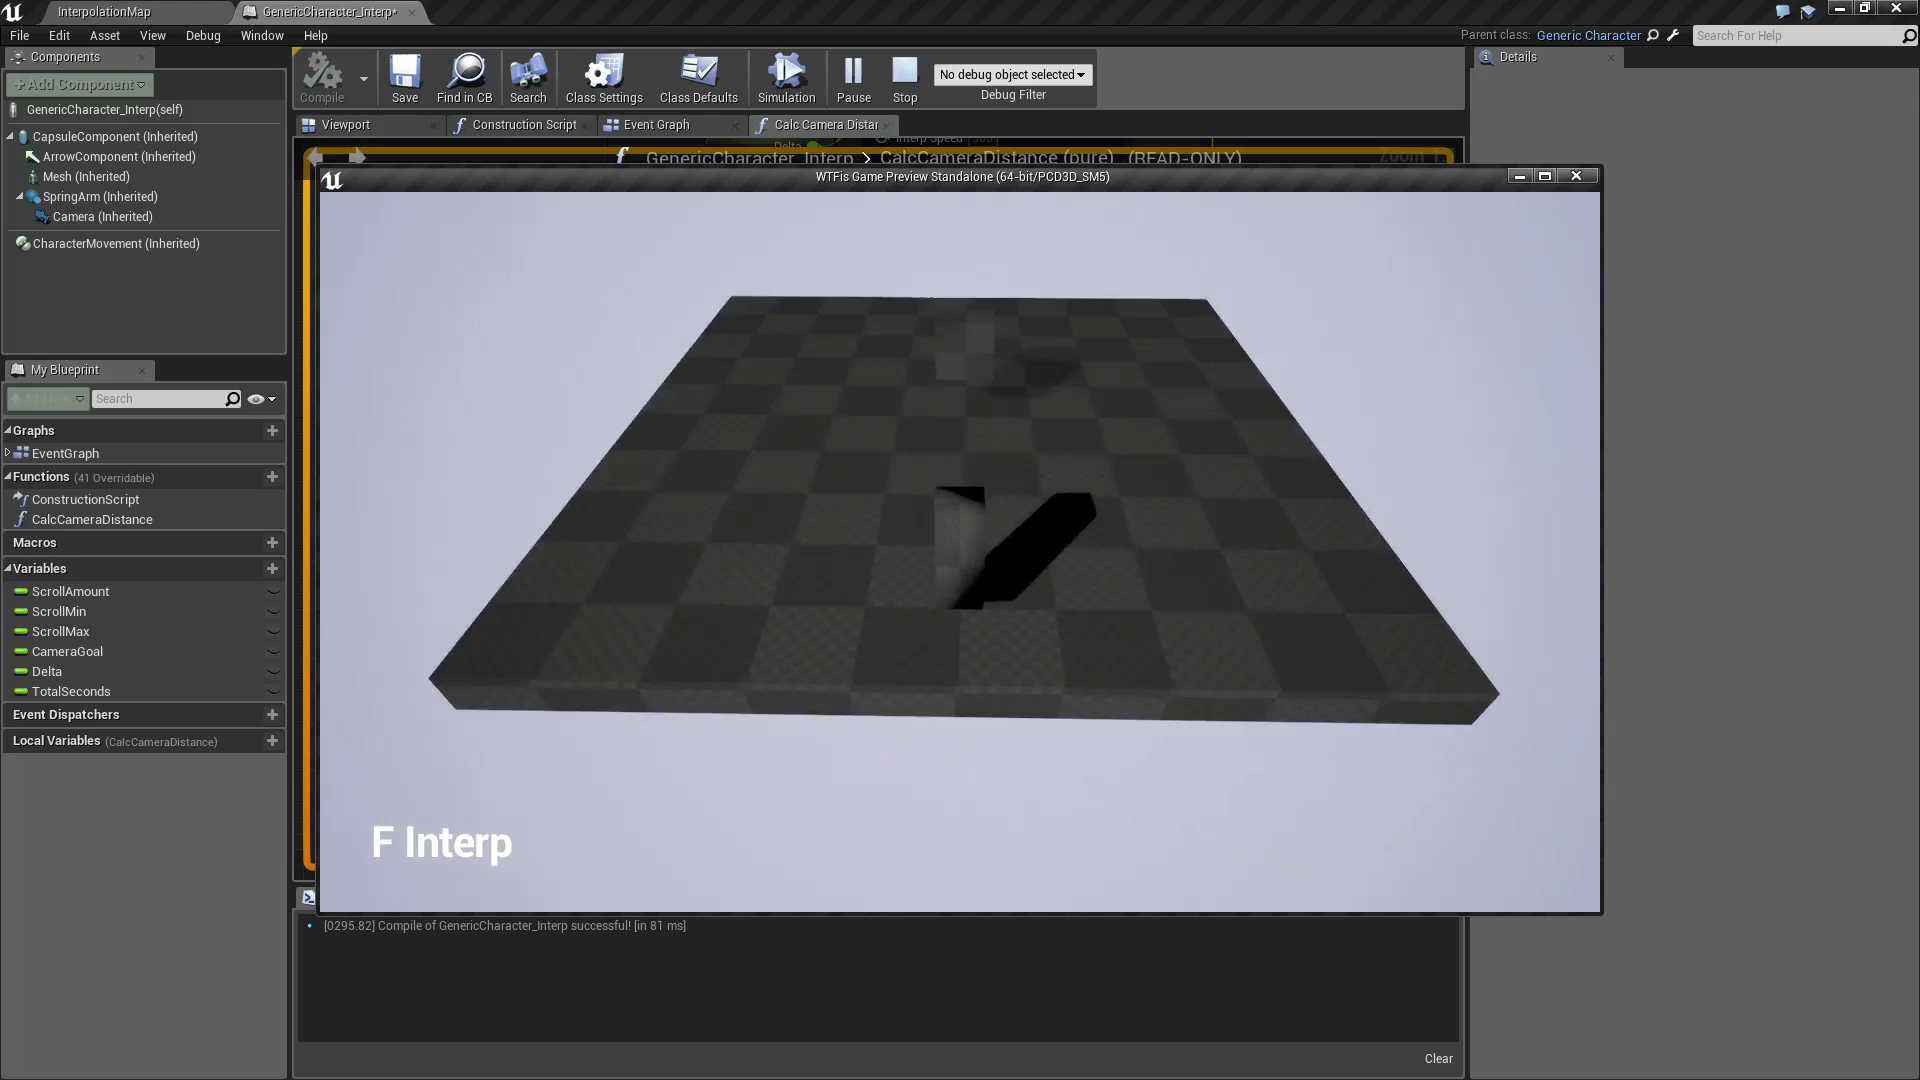 InterpolationMap
GenericCharacter_Interp*
File Edit Asset View Debug Window Help
Parent class: Generic Character
Search For Help
Components
+Add Component
GenericCharacter_Interp(self)
CapsuleComponent (Inherited)
ArrowComponent (Inherited)
Mesh (Inherited)
SpringArm (Inherited)
Camera (Inherited)
CharacterMovement (Inherited)
My Blueprint
Search
Graphs
EventGraph
Functions (41 Overridable)
ConstructionScript
CalcCameraDistance
Macros
Variables
ScrollAmount
ScrollMin
ScrollMax
CameraGoal
Delta
TotalSeconds
Event Dispatchers
Local Variables (CalcCameraDistance)
Compile
Save
Find in CB
Search
Class Settings
Class Defaults
Simulation
Pause
Stop
No debug object selected
Debug Filter
Details
Viewport
Construction Script
Event Graph
Calc Camera Distar
Delta
Interp Speed
GenericCharacter_Interp > CalcCameraDistance (pure) (READ-ONLY)
WTFis Game Preview Standalone (64-bit/PCD3D_SM5)
F Interp
[0295.82] Compile of GenericCharacter_Interp successful! [in 81 ms]
Clear